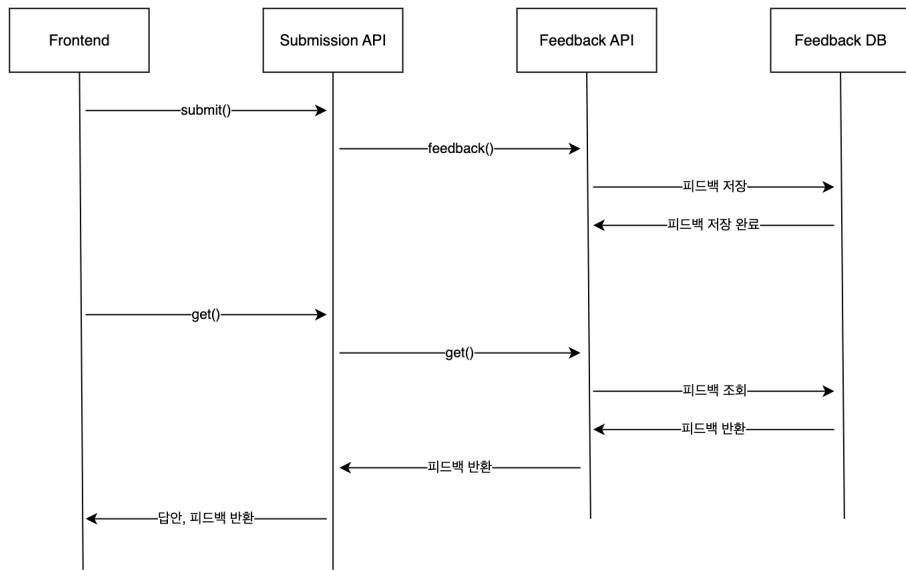 Frontend
Submission API
Feedback API
Feedback DB
submit()
feedback()
피드백 저장
피드백 저장 완료
get()
get()
피드백 조회
피드백 반환
피드백 반환
답안, 피드백 반환